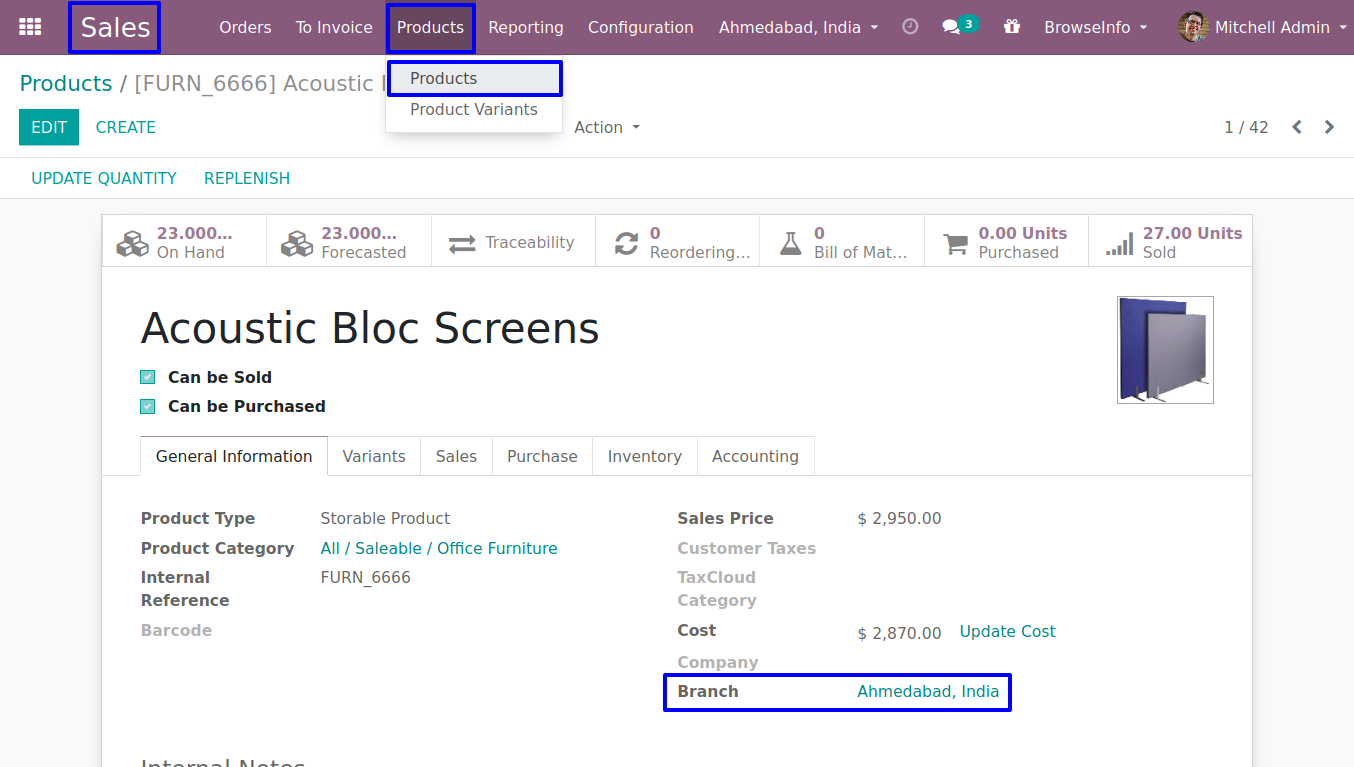 Sales Orders To Invoice Products Reporting Configuration Ahmedabad, India 3 BrowseInfo Mitchell Admin
Products / [FURN_6666] Acoustic
Products
Product Variants
EDIT CREATE Action 1 / 42
UPDATE QUANTITY REPLENISH
23.000… On Hand
23.000… Forecasted
Traceability
0 Reordering…
0 Bill of Mat…
0.00 Units Purchased
27.00 Units Sold
Acoustic Bloc Screens
Can be Sold
Can be Purchased
General Information Variants Sales Purchase Inventory Accounting
Product Type Storable Product
Product Category All / Saleable / Office Furniture
Internal Reference FURN_6666
Barcode
Sales Price $ 2,950.00
Customer Taxes
TaxCloud Category
Cost $ 2,870.00 Update Cost
Company
Branch Ahmedabad, India
Internal Notes